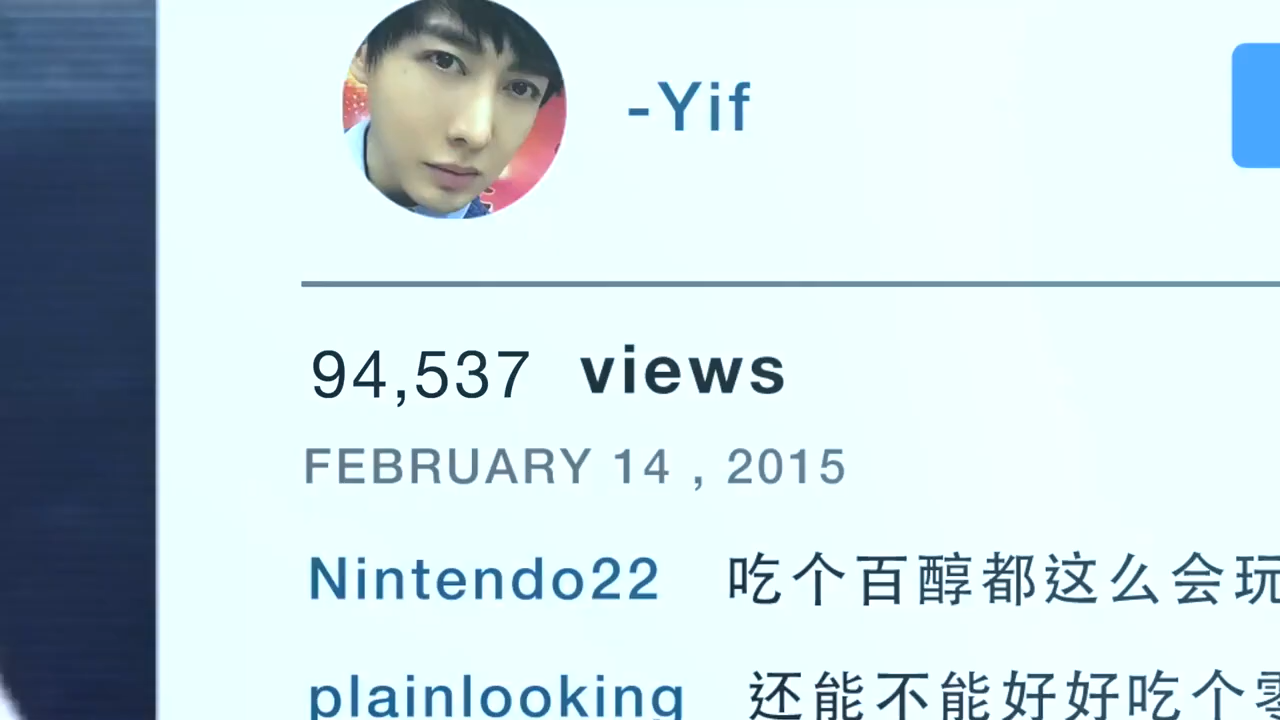 -Yif
94,537 views
FEBRUARY 14 , 2015
Nintendo22 吃个百醇都这么会玩
plainlooking 还能不能好好吃个零